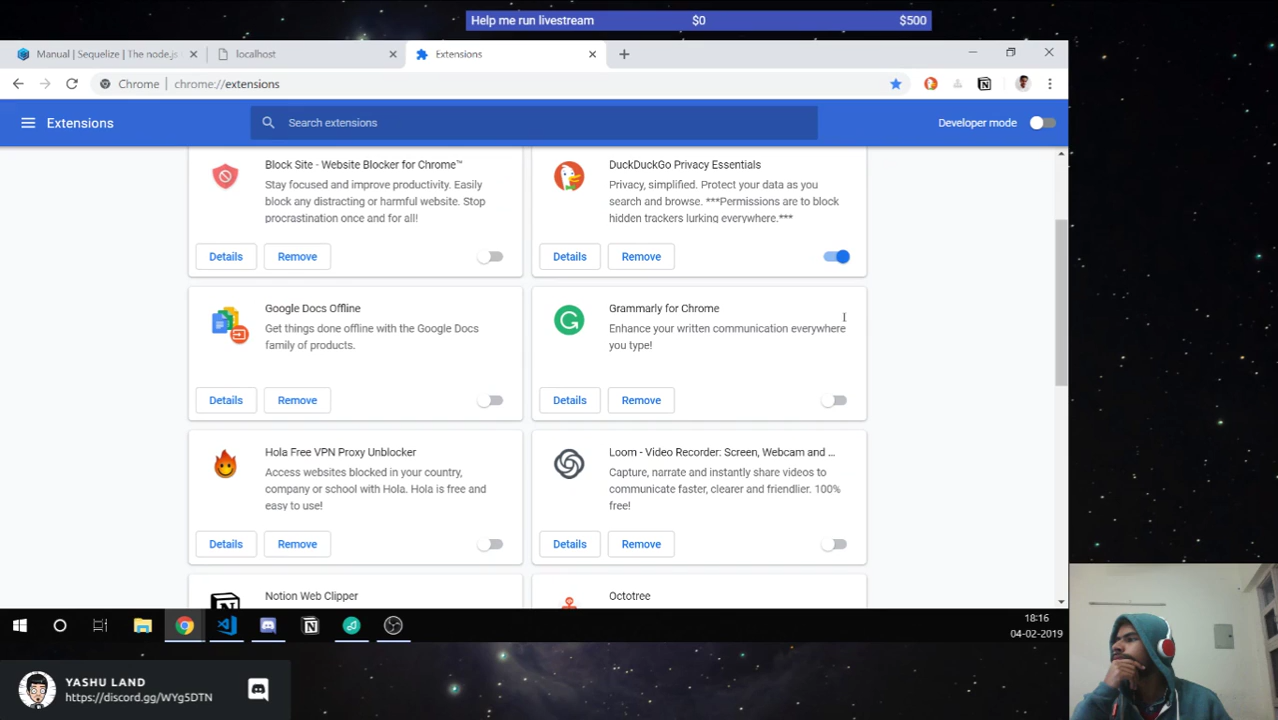 Help me run livestream $0 $500
Manual | Sequelize | The node.js
localhost
Extensions
Chrome | chrome://extensions
Extensions
Search extensions
Developer mode
Block Site - Website Blocker for Chrome™
Stay focused and improve productivity. Easily
block any distracting or harmful website. Stop
procrastination once and for all!
Details Remove
DuckDuckGo Privacy Essentials
Privacy, simplified. Protect your data as you
search and browse. ***Permissions are to block
hidden trackers lurking everywhere.***
Details Remove
Google Docs Offline
Get things done offline with the Google Docs
family of products.
Details Remove
Grammarly for Chrome
Enhance your written communication everywhere
you type!
Details Remove
Hola Free VPN Proxy Unblocker
Access websites blocked in your country,
company or school with Hola. Hola is free and
easy to use!
Details Remove
Loom - Video Recorder: Screen, Webcam and ...
Capture, narrate and instantly share videos to
communicate faster, clearer and friendlier. 100%
free!
Details Remove
Notion Web Clipper
Octotree
18:16
04-02-2019
YASHU LAND
https://discord.gg/WYg5DTN